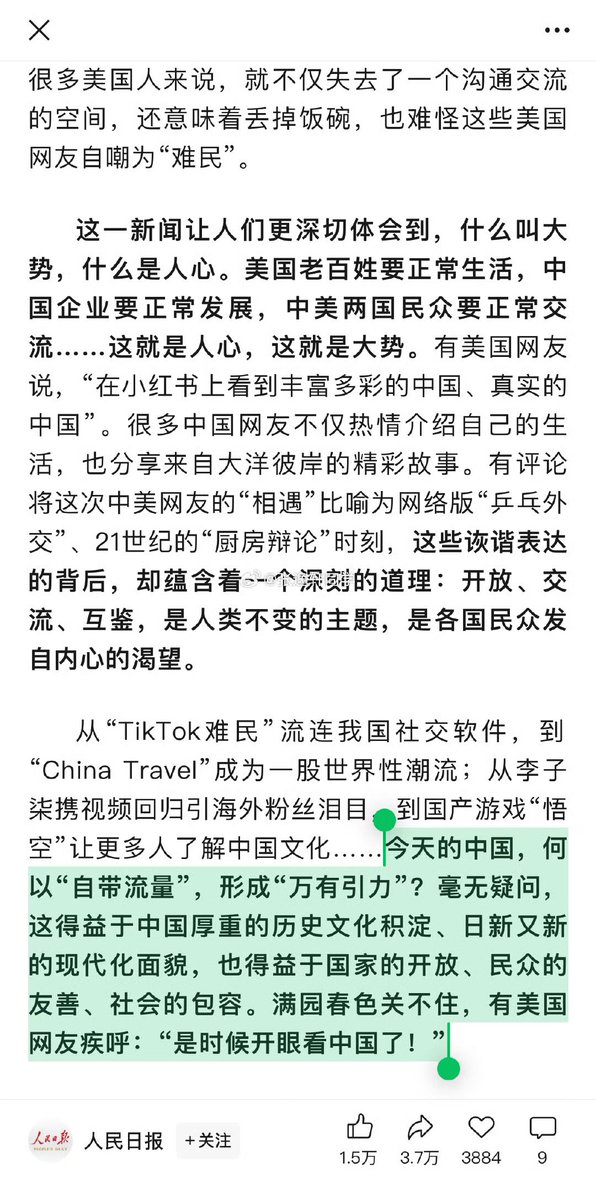 很多美国人来说，就不仅失去了一个沟通交流
的空间，还意味着丢掉饭碗，也难怪这些美国
网友自嘲为“难民”。
这一新闻让人们更深切体会到，什么叫大
势，什么是人心。美国老百姓要正常生活，中
国企业要正常发展，中美两国民众要正常交
流……这就是人心，这就是大势。有美国网友
说，“在小红书上看到丰富多彩的中国、真实的
中国”。很多中国网友不仅热情介绍自己的生
活，也分享来自大洋彼岸的精彩故事。有评论
将这次中美网友的“相遇”比喻为网络版“乒乓外
交”、21世纪的“厨房辩论”时刻，这些诙谐表达
的背后，却蕴含着一个深刻的道理：开放、交
流、互鉴，是人类不变的主题，是各国民众发
自内心的渴望。
从“TikTok难民”流连我国社交软件，到
“China Travel”成为一股世界性潮流；从李子
柒携视频回归引海外粉丝泪目，到国产游戏“悟
空”让更多人了解中国文化……今天的中国，何
以“自带流量”，形成“万有引力”？毫无疑问，
这得益于中国厚重的历史文化积淀、日新又新
的现代化面貌，也得益于国家的开放、民众的
友善、社会的包容。满园春色关不住，有美国
网友疾呼：“是时候开眼看中国了！”
人民日报
PEOPLE'S DAILY
人民日报
+关注
1.5万
3.7万
3884
9